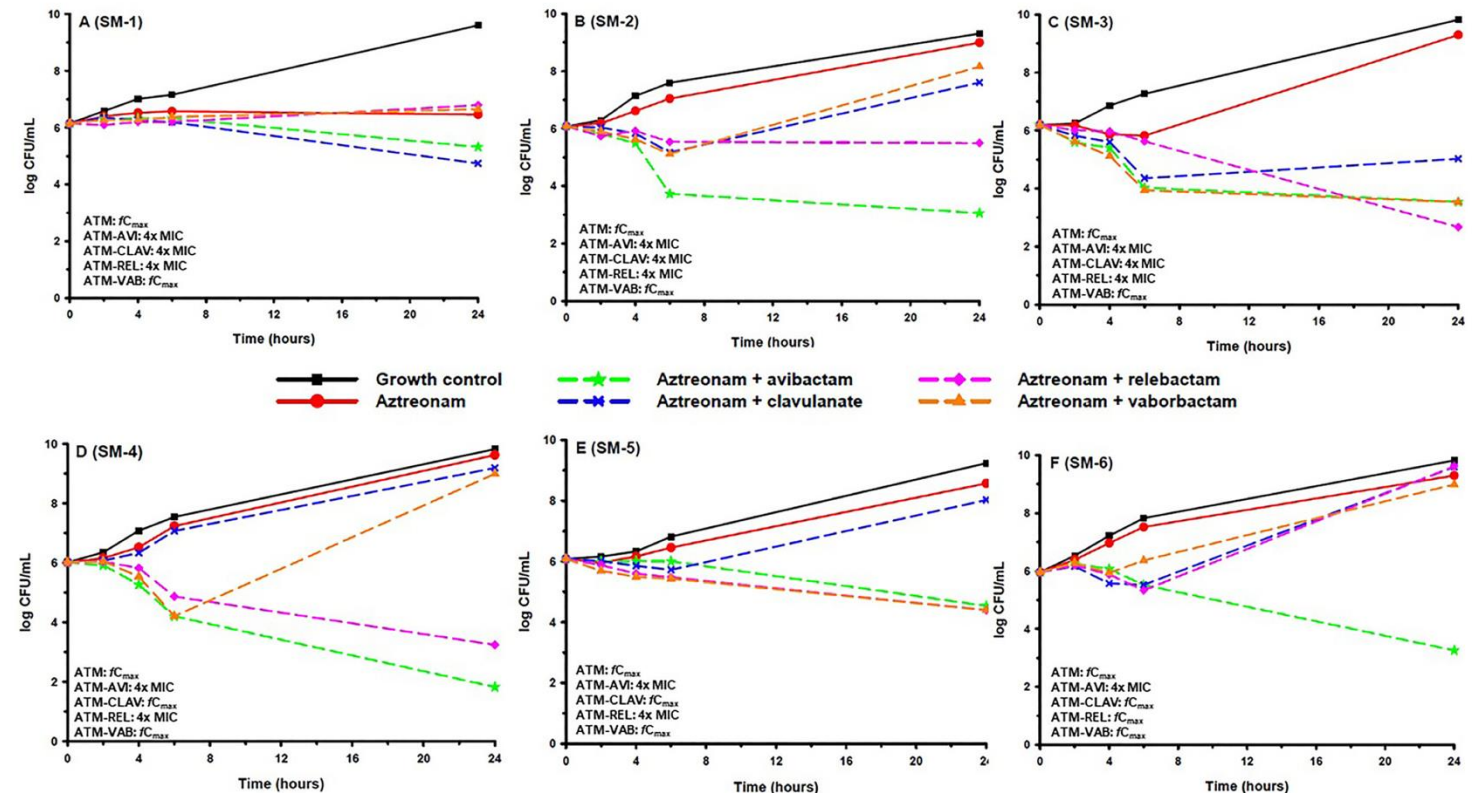 A (SM-1)
log CFU/mL
10
8
6
4
2
0
ATM: fCmax
ATM-AVI: 4x MIC
ATM-CLAV: 4x MIC
ATM-REL: 4x MIC
ATM-VAB: fCmax
0 4 8 12 16 20 24
Time (hours)
B (SM-2)
log CFU/mL
10
8
6
4
2
0
ATM: fCmax
ATM-AVI: 4x MIC
ATM-CLAV: 4x MIC
ATM-REL: 4x MIC
ATM-VAB: fCmax
0 4 8 12 16 20 24
Time (hours)
C (SM-3)
log CFU/mL
10
8
6
4
2
0
ATM: fCmax
ATM-AVI: 4x MIC
ATM-CLAV: 4x MIC
ATM-REL: 4x MIC
ATM-VAB: fCmax
0 4 8 12 16 20 24
Time (hours)
Growth control
Aztreonam
Aztreonam + avibactam
Aztreonam + clavulanate
Aztreonam + relebactam
Aztreonam + vaborbactam
D (SM-4)
log CFU/mL
10
8
6
4
2
0
ATM: fCmax
ATM-AVI: 4x MIC
ATM-CLAV: fCmax
ATM-REL: 4x MIC
ATM-VAB: fCmax
0 4 8 12 16 20 24
Time (hours)
E (SM-5)
log CFU/mL
10
8
6
4
2
0
ATM: fCmax
ATM-AVI: 4x MIC
ATM-CLAV: fCmax
ATM-REL: 4x MIC
ATM-VAB: fCmax
0 4 8 12 16 20 24
Time (hours)
F (SM-6)
log CFU/mL
10
8
6
4
2
0
ATM: fCmax
ATM-AVI: 4x MIC
ATM-CLAV: fCmax
ATM-REL: fCmax
ATM-VAB: fCmax
0 4 8 12 16 20 24
Time (hours)